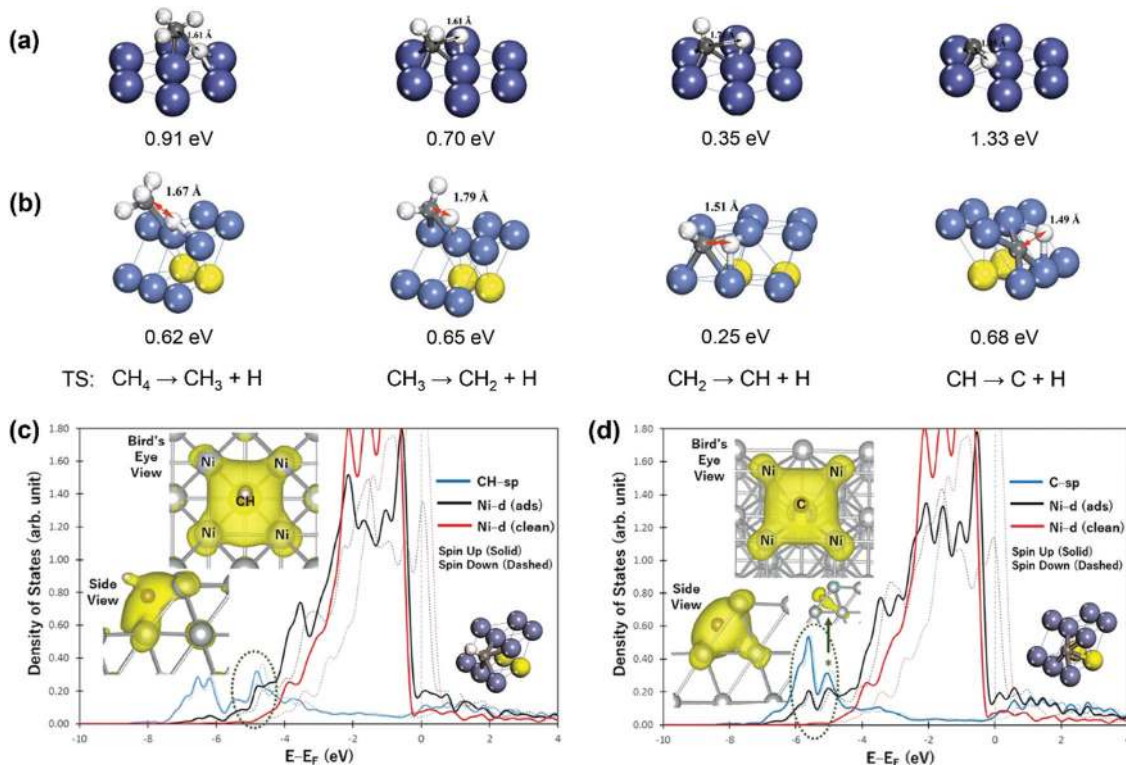 (a)
1.61 Å
1.61 Å
0.91 eV
0.70 eV
0.35 eV
1.33 eV
(b)
1.67 Å
1.79 Å
1.51 Å
1.49 Å
0.62 eV
0.65 eV
0.25 eV
0.68 eV
TS: CH₄ → CH₃ + H
CH₃ → CH₂ + H
CH₂ → CH + H
CH → C + H
(c)
Density of States (arb. unit)
1.80
1.60
1.40
1.20
1.00
0.80
0.60
0.40
0.20
0.00
-10
-8
-6
-4
-2
0
2
4
E–E_F (eV)
Bird's
Eye
View
Ni
Ni
CH
Ni
Ni
Side
View
CH–sp
Ni–d (ads)
Ni–d (clean)
Spin Up (Solid)
Spin Down (Dashed)
(d)
Density of States (arb. unit)
1.80
1.60
1.40
1.20
1.00
0.80
0.60
0.40
0.20
0.00
-10
-8
-6
-4
-2
0
2
4
E–E_F (eV)
Bird's
Eye
View
Ni
Ni
C
Ni
Ni
Side
View
*
C–sp
Ni–d (ads)
Ni–d (clean)
Spin Up (Solid)
Spin Down (Dashed)